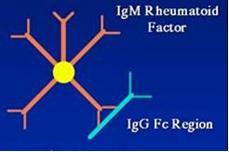 IgM Rheumatoid
Factor
IgG Fc Region